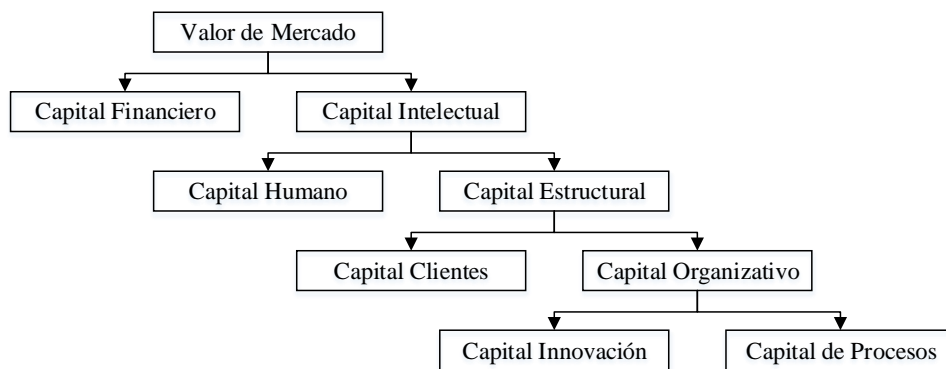 Valor de Mercado
Capital Financiero
Capital Intelectual
Capital Humano
Capital Estructural
Capital Clientes
Capital Organizativo
Capital Innovación
Capital de Procesos